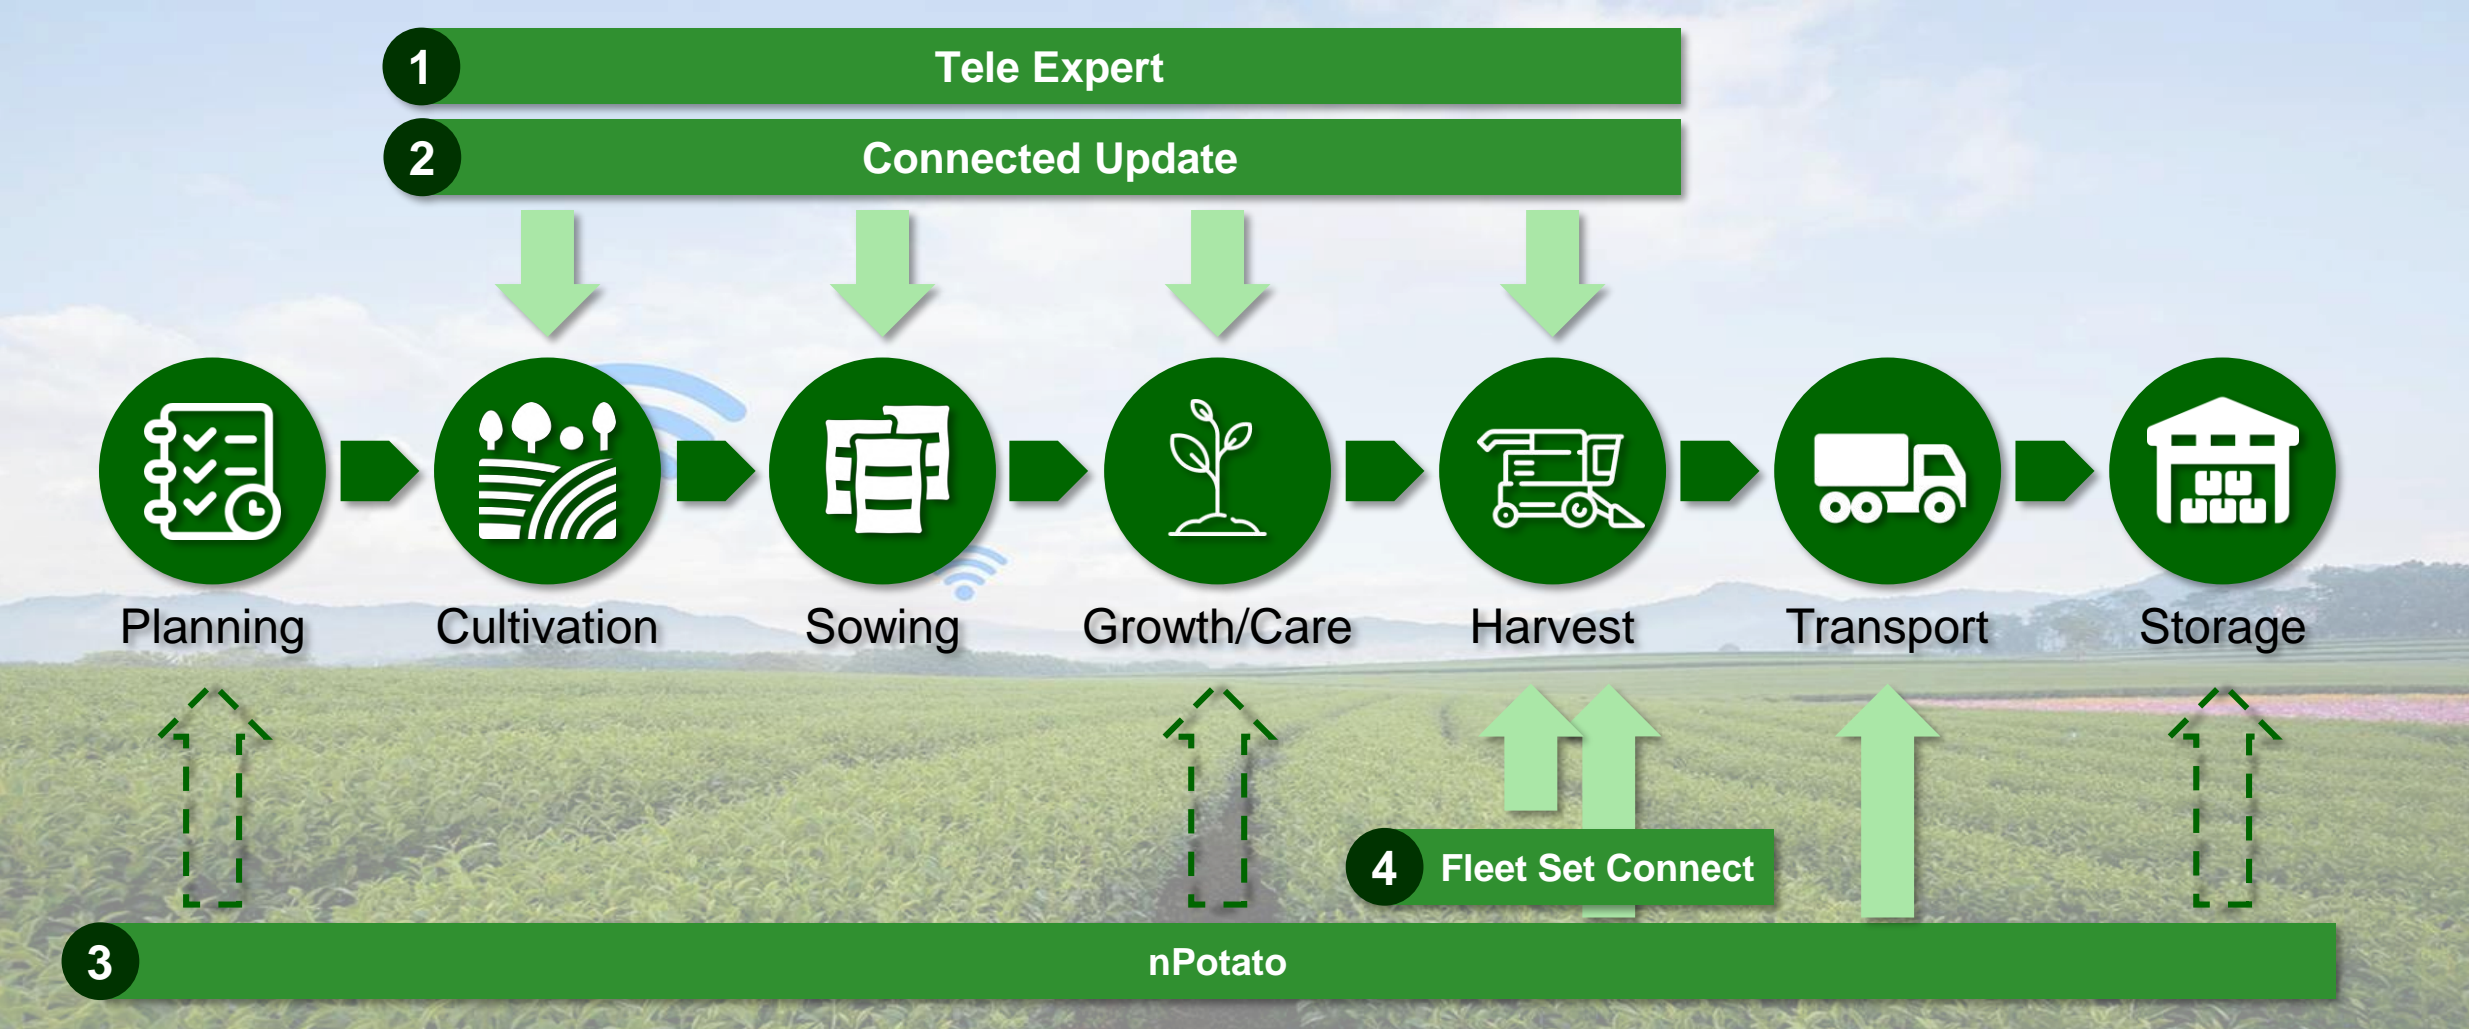 1 Tele Expert
2 Connected Update
Planning
Cultivation
Sowing
Growth/Care
Harvest
Transport
Storage
4 Fleet Set Connect
3 nPotato